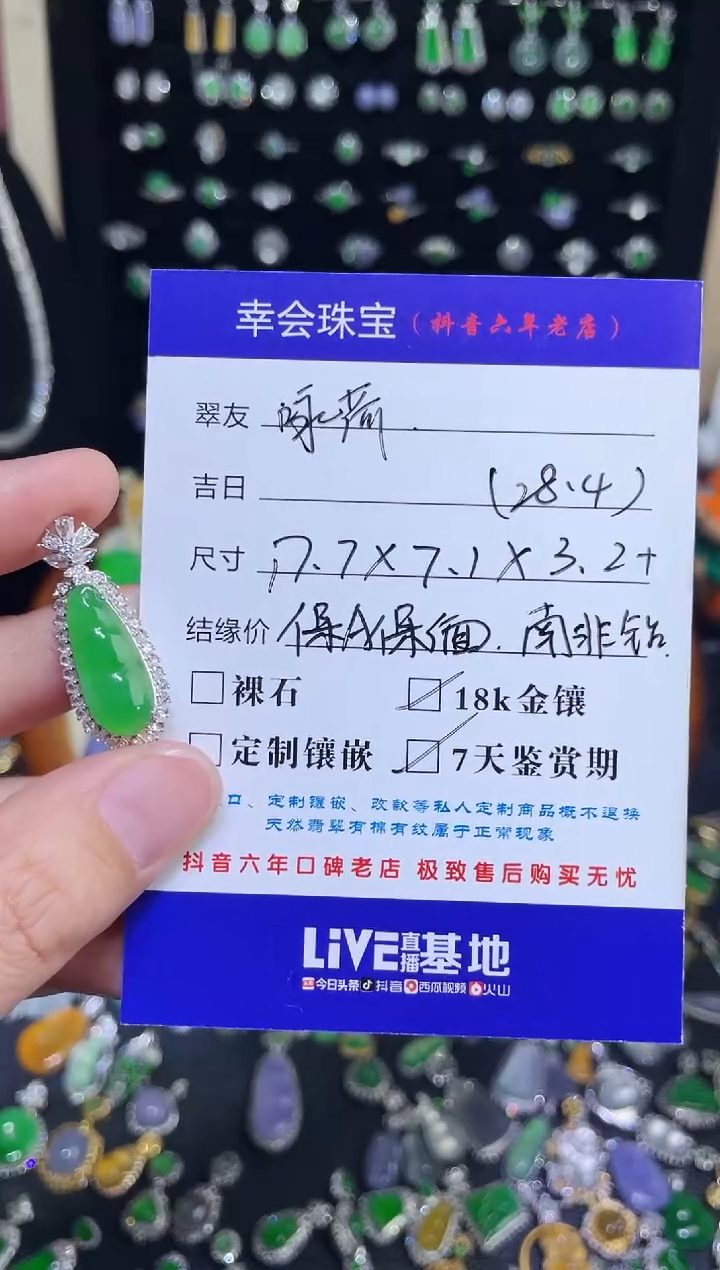 幸会珠宝（抖音六年老店）
翠友 咏荷.
吉日 (28.4)
尺寸 17.7×7.1×3.2+
结缘价 保A保缅.南非钻.
裸石 18k金镶
定制镶嵌 7天鉴赏期
口、定制镶嵌、改款等私人定制商品概不退换
天然翡翠有棉有纹属于正常现象
抖音六年口碑老店 极致售后购买无忧
LiVE直播基地
今日头条 抖音 西瓜视频 火山